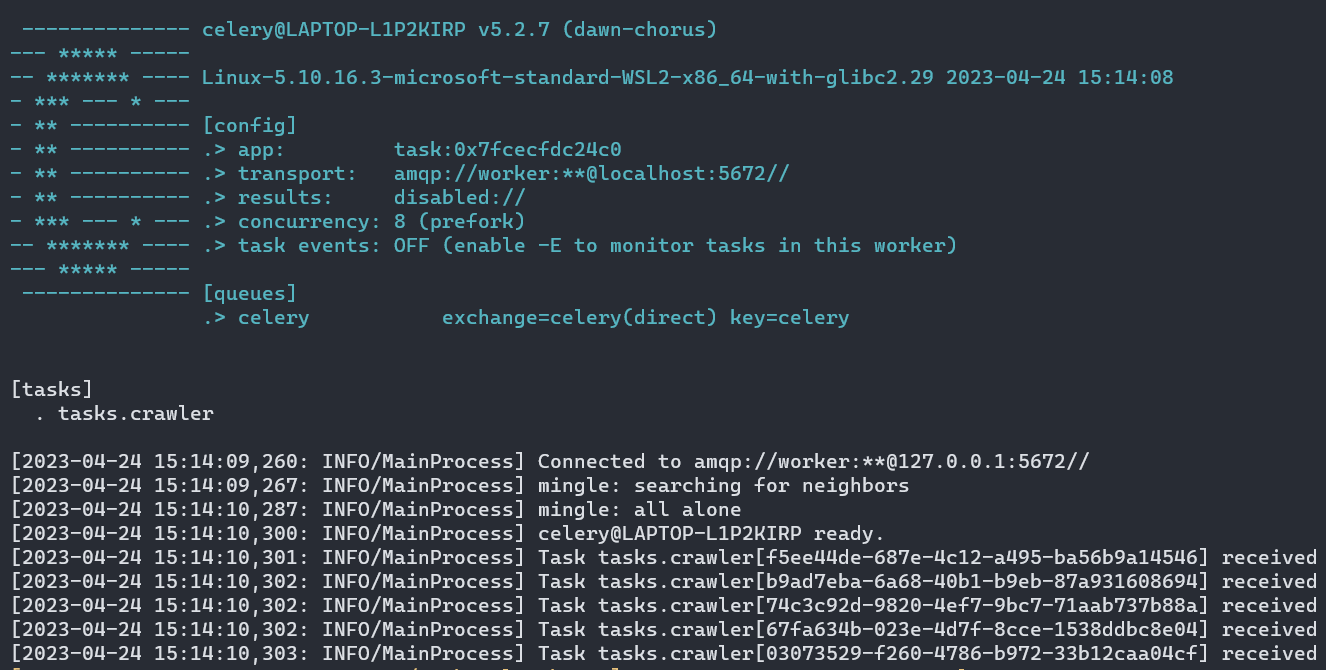 -------------- celery@LAPTOP-L1P2KIRP v5.2.7 (dawn-chorus)
--- ***** -----
-- ******* ---- Linux-5.10.16.3-microsoft-standard-WSL2-x86_64-with-glibc2.29 2023-04-24 15:14:08
- *** --- * ---
- ** ---------- [config]
- ** ---------- .> app:         task:0x7fcecfdc24c0
- ** ---------- .> transport:   amqp://worker:**@localhost:5672//
- ** ---------- .> results:     disabled://
- *** --- * --- .> concurrency: 8 (prefork)
-- ******* ---- .> task events: OFF (enable -E to monitor tasks in this worker)
--- ***** -----
 -------------- [queues]
                .> celery           exchange=celery(direct) key=celery
[tasks]
  . tasks.crawler
[2023-04-24 15:14:09,260: INFO/MainProcess] Connected to amqp://worker:**@127.0.0.1:5672//
[2023-04-24 15:14:09,267: INFO/MainProcess] mingle: searching for neighbors
[2023-04-24 15:14:10,287: INFO/MainProcess] mingle: all alone
[2023-04-24 15:14:10,300: INFO/MainProcess] celery@LAPTOP-L1P2KIRP ready.
[2023-04-24 15:14:10,301: INFO/MainProcess] Task tasks.crawler[f5ee44de-687e-4c12-a495-ba56b9a14546] received
[2023-04-24 15:14:10,302: INFO/MainProcess] Task tasks.crawler[b9ad7eba-6a68-40b1-b9eb-87a931608694] received
[2023-04-24 15:14:10,302: INFO/MainProcess] Task tasks.crawler[74c3c92d-9820-4ef7-9bc7-71aab737b88a] received
[2023-04-24 15:14:10,302: INFO/MainProcess] Task tasks.crawler[67fa634b-023e-4d7f-8cce-1538ddbc8e04] received
[2023-04-24 15:14:10,303: INFO/MainProcess] Task tasks.crawler[03073529-f260-4786-b972-33b12caa04cf] received